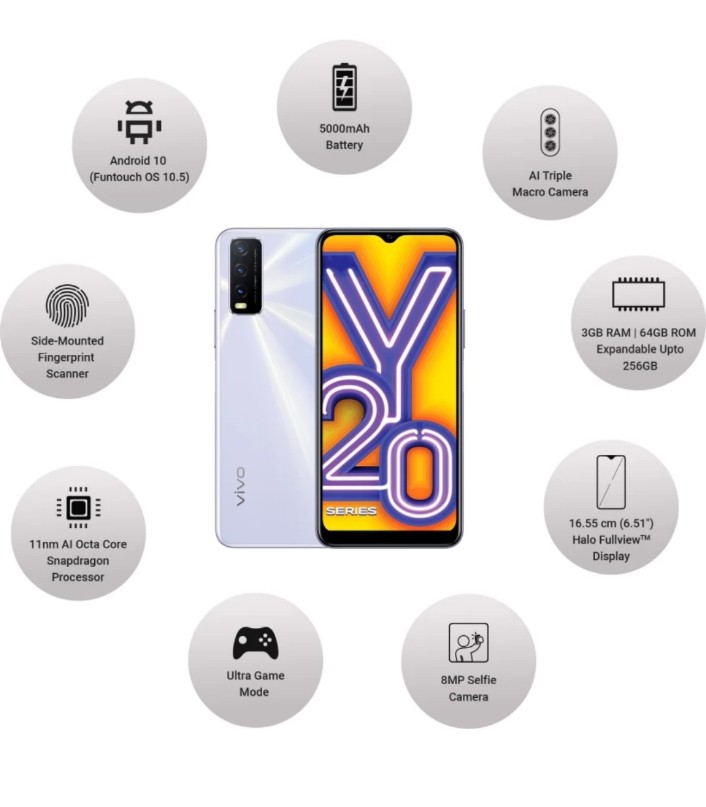 5000mAh
Battery
Android 10
(Funtouch OS 10.5)
AI Triple
Macro Camera
Side-Mounted
Fingerprint
Scanner
3GB RAM | 64GB ROM
Expandable Upto
256GB
Y
20
SERIES
vivo
11nm AI Octa Core
Snapdragon
Processor
16.55 cm (6.51")
Halo Fullview™
Display
Ultra Game
Mode
8MP Selfie
Camera